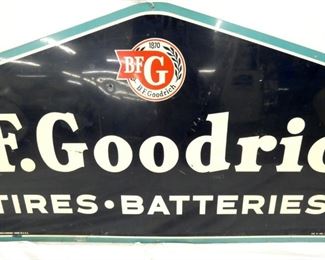 1870
BFG
B.F.Goodrich
F.Goodric
TIRES•BATTERIES